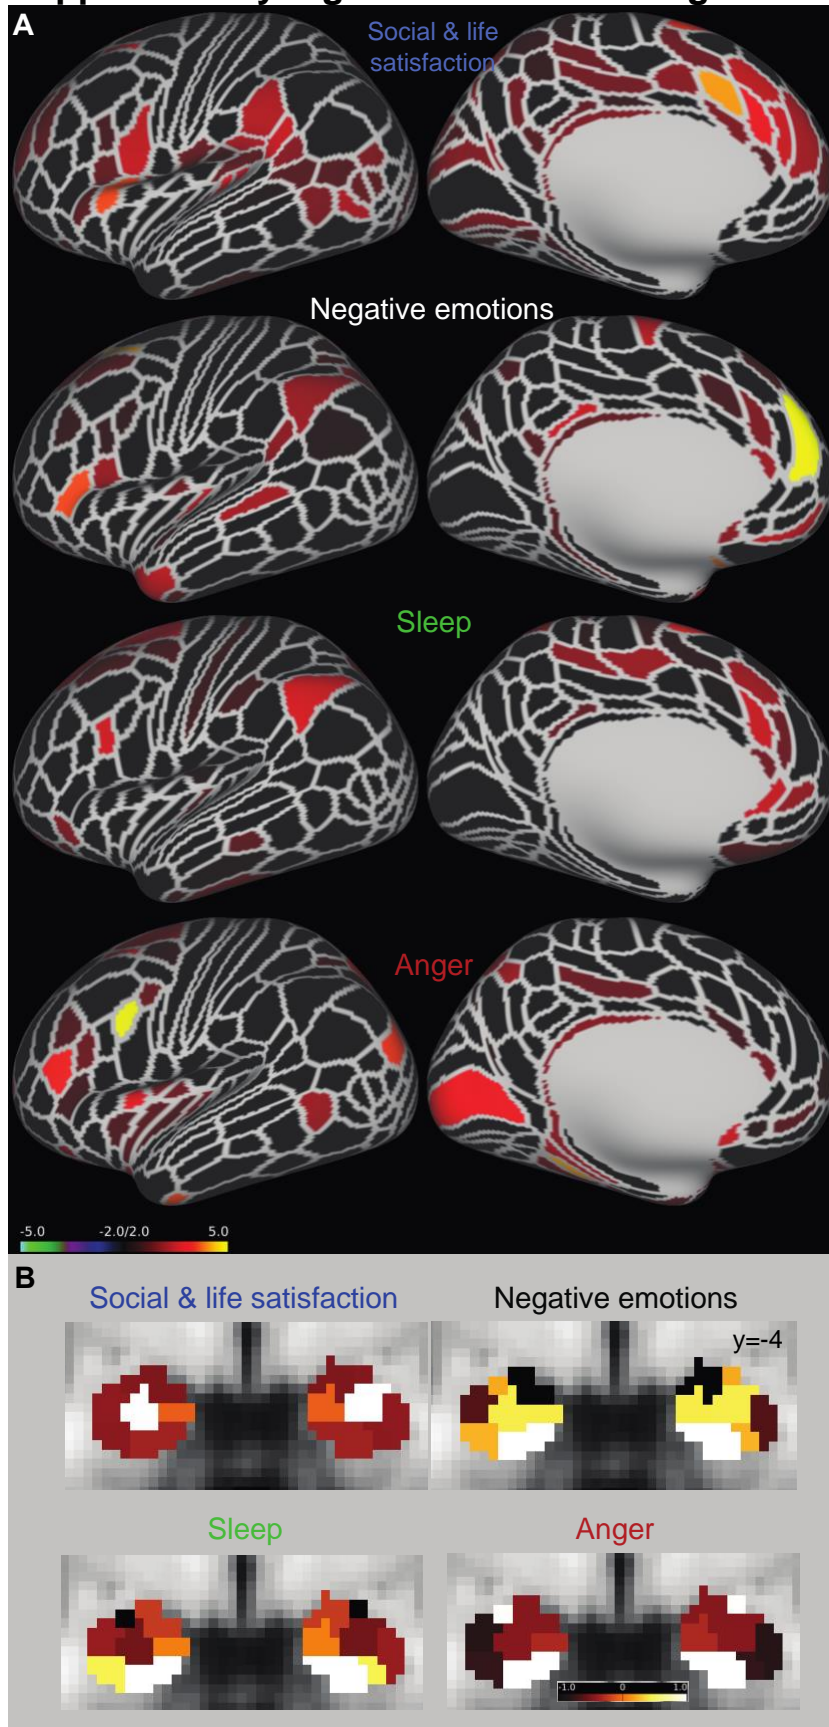 A
Social & life
satisfaction
Negative emotions
Sleep
Anger
-5.0 -2.0/2.0 5.0
B
Social & life satisfaction
Negative emotions
y=-4
Sleep
Anger
-1.0 0 1.0